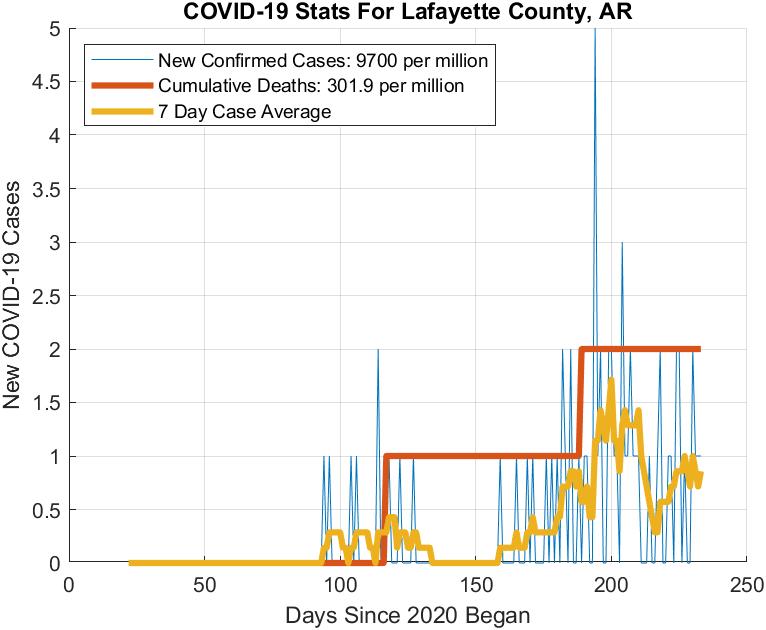 COVID-19 Stats For Lafayette County, AR
New Confirmed Cases: 9700 per million
Cumulative Deaths: 301.9 per million
7 Day Case Average
New COVID-19 Cases
5
4.5
4
3.5
3
2.5
2
1.5
1
0.5
0
0 50 100 150 200 250
Days Since 2020 Began